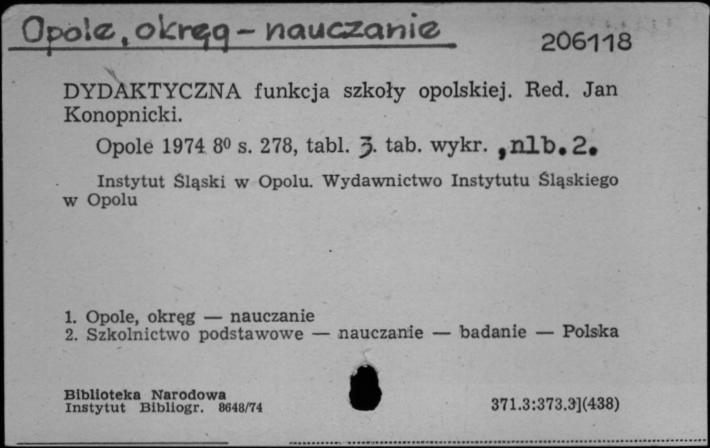 Opole, okręg – nauczanie
206118
DYDAKTYCZNA funkcja szkoły opolskiej. Red. Jan
Konopnicki.
Opole 1974 8⁰ s. 278, tabl. 3. tab. wykr. ,nlb.2.
Instytut Śląski w Opolu. Wydawnictwo Instytutu Śląskiego
w Opolu
1. Opole, okręg — nauczanie
2. Szkolnictwo podstawowe — nauczanie — badanie — Polska
Biblioteka Narodowa
Instytut Bibliogr. 8648/74
371.3:373.3](438)